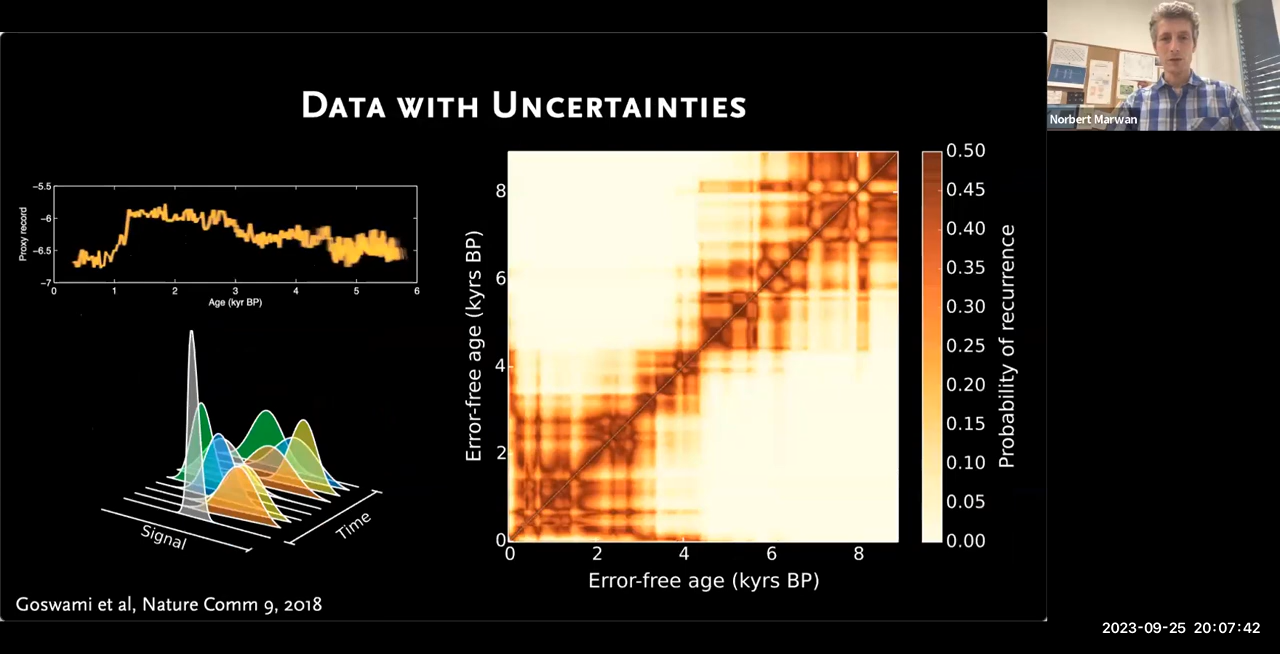 DATA WITH UNCERTAINTIES
Norbert Marwan
-5.5
-6
-6.5
-7
Proxy record
0 1 2 3 4 5 6
Age (kyr BP)
Signal
Time
8
6
4
2
0
Error-free age (kyrs BP)
0 2 4 6 8
Error-free age (kyrs BP)
0.50
0.45
0.40
0.35
0.30
0.25
0.20
0.15
0.10
0.05
0.00
Probability of recurrence
Goswami et al, Nature Comm 9, 2018
2023-09-25 20:07:42